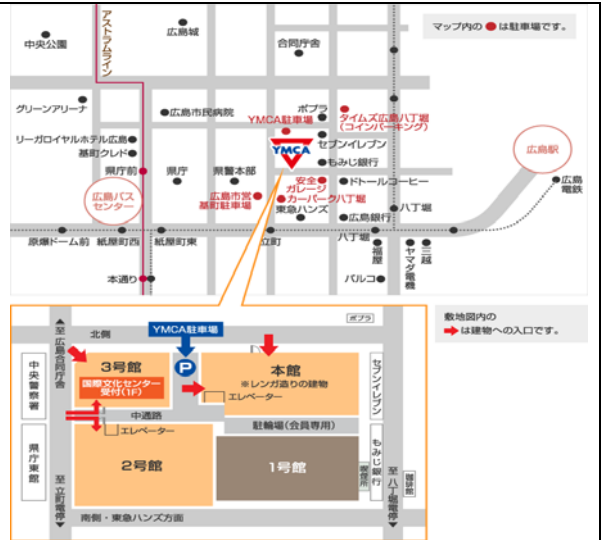 マップ内の●は駐車場です。
アストラムライン
中央公園
広島城
合同庁舎
グリーンアリーナ
広島市民病院
YMCA駐車場
ポプラ
タイムズ広島八丁堀
(コインパーキング)
リーガロイヤルホテル広島
基町クレド
YMCA
セブンイレブン
もみじ銀行
広島駅
県庁前
県庁
県警本部
安全
ガレージ
ドトールコーヒー
広島
電鉄
広島バス
センター
広島市営
基町駐車場
カーパーク八丁堀
東急ハンズ
広島銀行
八丁堀
原爆ドーム前
紙屋町西
紙屋町東
立町
八丁堀
福屋
ヤマダ電機
三越
本通り
パルコ
敷地図内の
➡は建物への入口です。
至広島合同庁舎
北側
YMCA駐車場
ポプラ
中央警察署
3号館
国際文化センター
受付(1F)
P
本館
※レンガ造りの建物
エレベーター
セブンイレブン
中通路
エレベーター
駐輪場(会員専用)
県庁東館
2号館
1号館
喫煙所
もみじ銀行
珈琲館
至立町電停
至八丁堀電停
南側・東急ハンズ方面